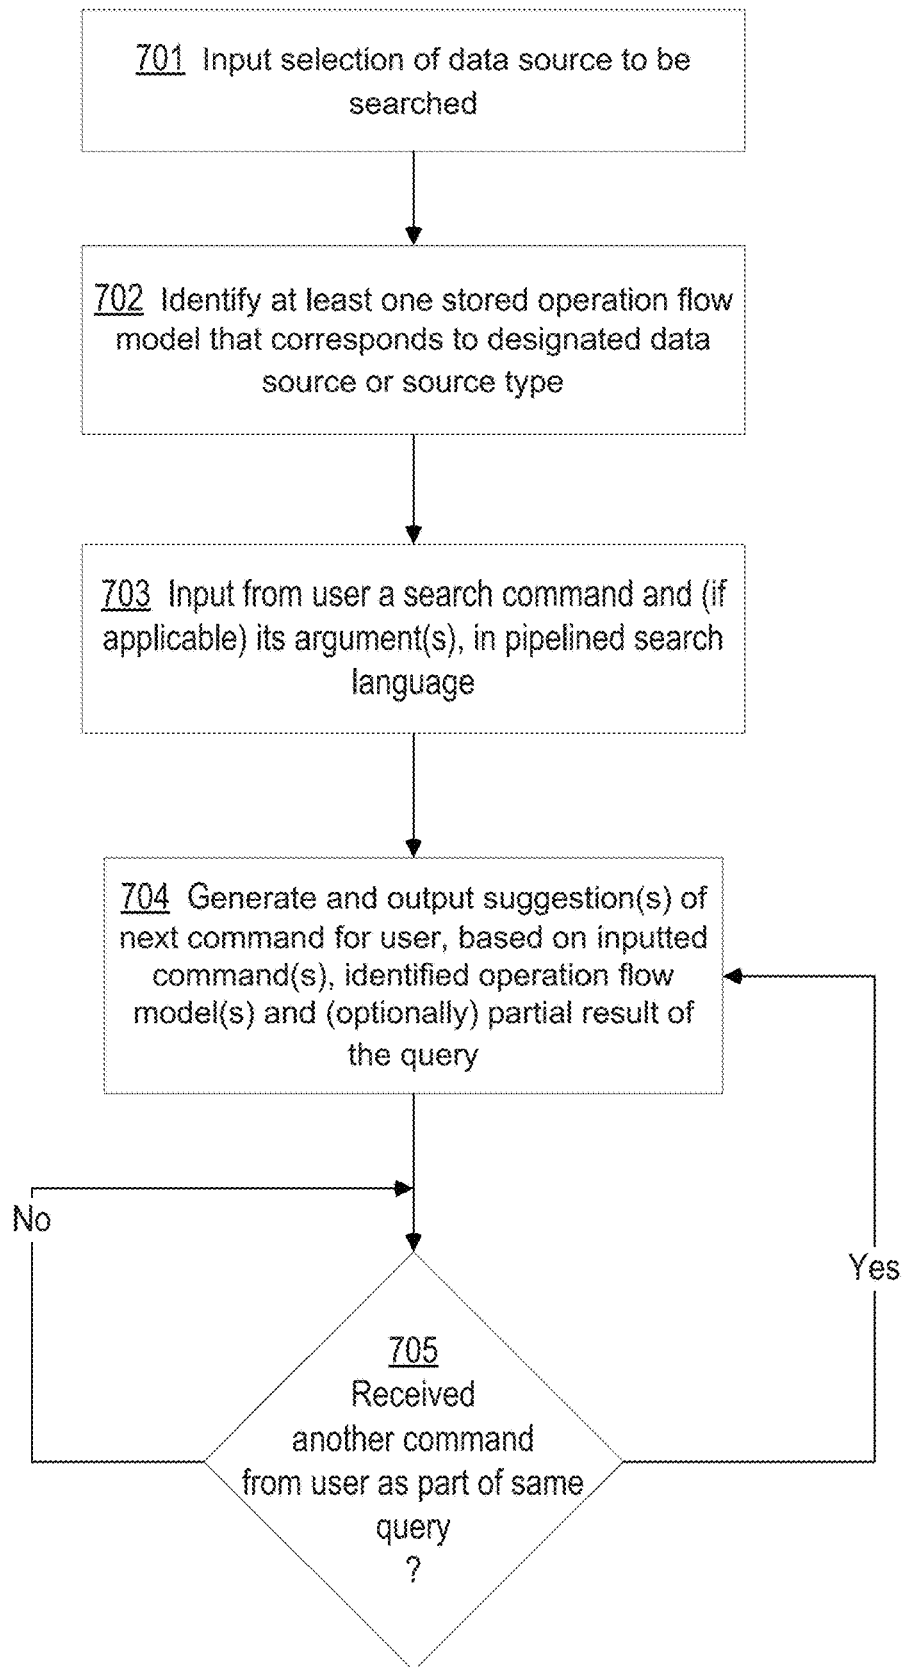 701 Input selection of data source to be
searched
702 Identify at least one stored operation flow
model that corresponds to designated data
source or source type
703 Input from user a search command and (if
applicable) its argument(s), in pipelined search
language
704 Generate and output suggestion(s) of
next command for user, based on inputted
command(s), identified operation flow
model(s) and (optionally) partial result of
the query
No
Yes
705
Received
another command
from user as part of same
query
?